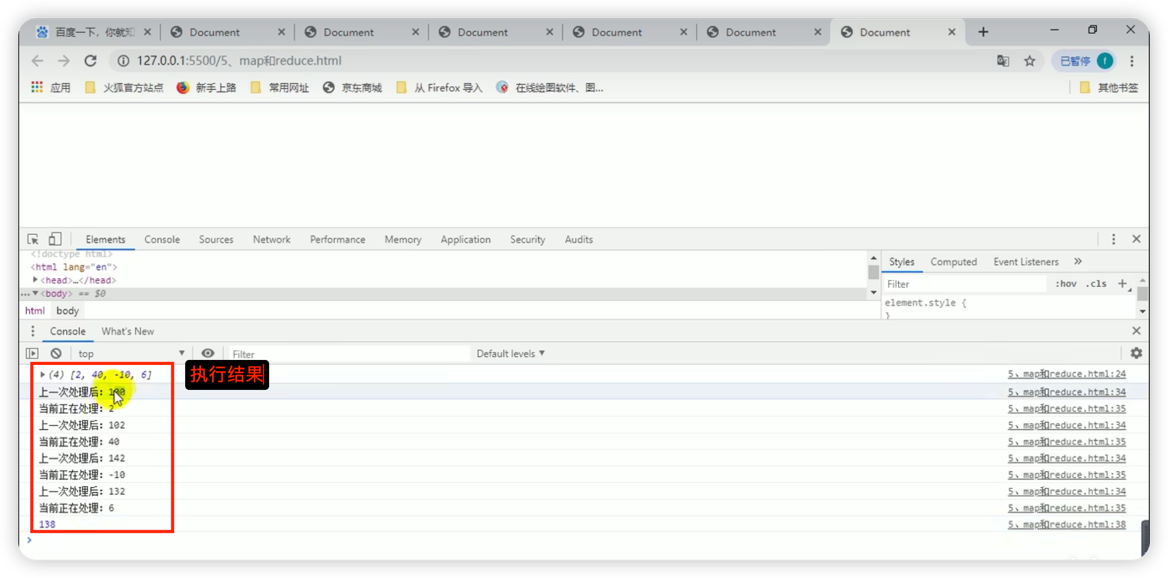 百度一下，你就知
Document
Document
Document
Document
Document
Document
127.0.0.1:5500/5、map和reduce.html
已暂停
f
应用
火狐官方站点
新手上路
常用网址
京东商城
从 Firefox 导入
在线绘图软件、图...
其他书签
Elements
Console
Sources
Network
Performance
Memory
Application
Security
Audits
<!doctype html>
<html lang="en">
<head>…</head>
<body> == $0
html body
Styles
Computed
Event Listeners
Filter
:hov .cls
element.style {
}
Console
What's New
top
Filter
Default levels
(4) [2, 40, -10, 6]
执行结果
5、map和reduce.html:24
上一次处理后：100
5、map和reduce.html:34
当前正在处理：2
5、map和reduce.html:35
上一次处理后：102
5、map和reduce.html:34
当前正在处理：40
5、map和reduce.html:35
上一次处理后：142
5、map和reduce.html:34
当前正在处理：-10
5、map和reduce.html:35
上一次处理后：132
5、map和reduce.html:34
当前正在处理：6
5、map和reduce.html:35
138
5、map和reduce.html:38